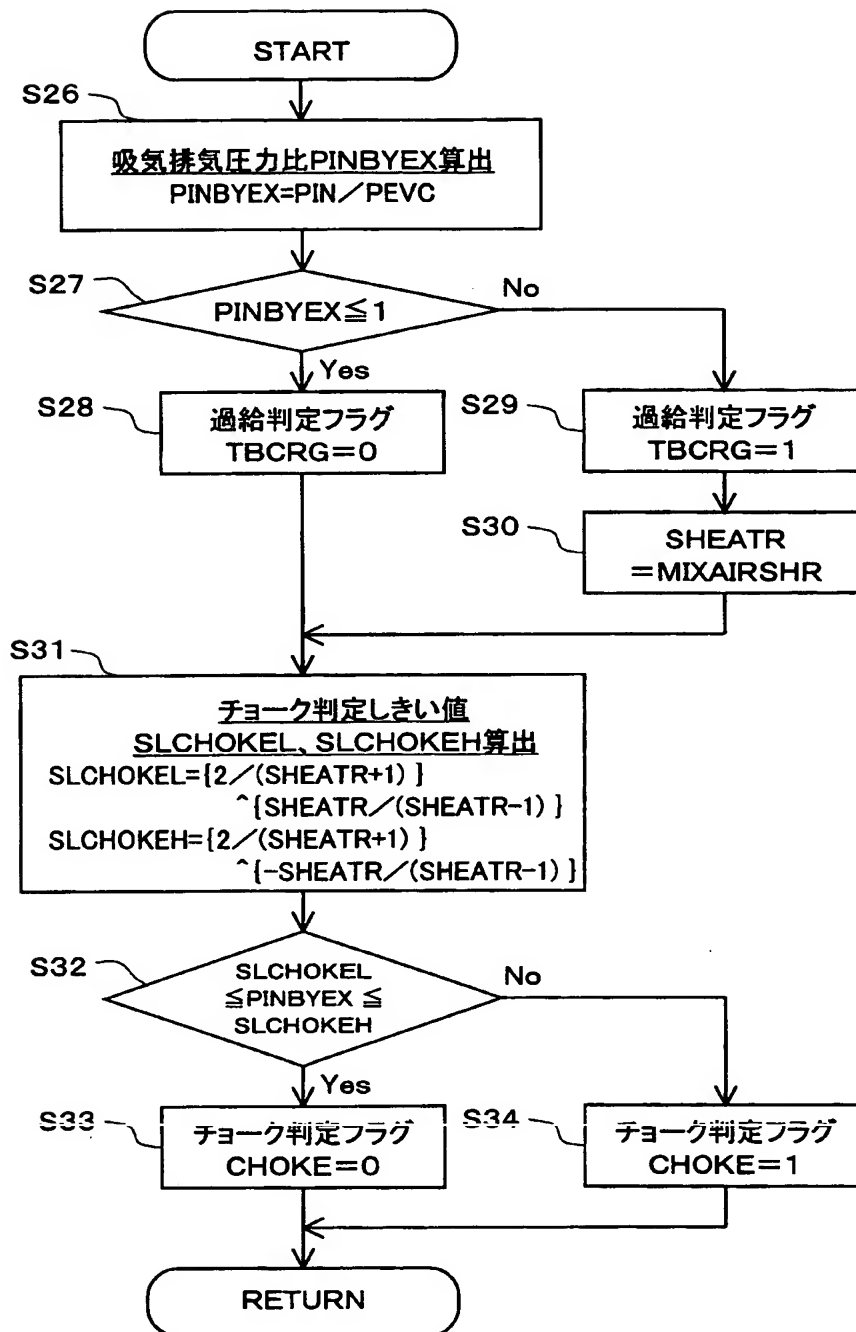 START
S26
吸気排気圧力比PINBYEX算出
PINBYEX=PIN／PEVC
S27
PINBYEX≦1
No
Yes
S28
過給判定フラグ
TBCRG=0
S29
過給判定フラグ
TBCRG=1
S30
SHEATR
=MIXAIRSHR
S31
チョーク判定しきい値
SLCHOKEL、SLCHOKEH算出
SLCHOKEL={2／(SHEATR+1)}
^{SHEATR／(SHEATR-1)}
SLCHOKEH={2／(SHEATR+1)}
^{-SHEATR／(SHEATR-1)}
S32
SLCHOKEL
≦PINBYEX ≦
SLCHOKEH
No
Yes
S33
チョーク判定フラグ
CHOKE=0
S34
チョーク判定フラグ
CHOKE=1
RETURN